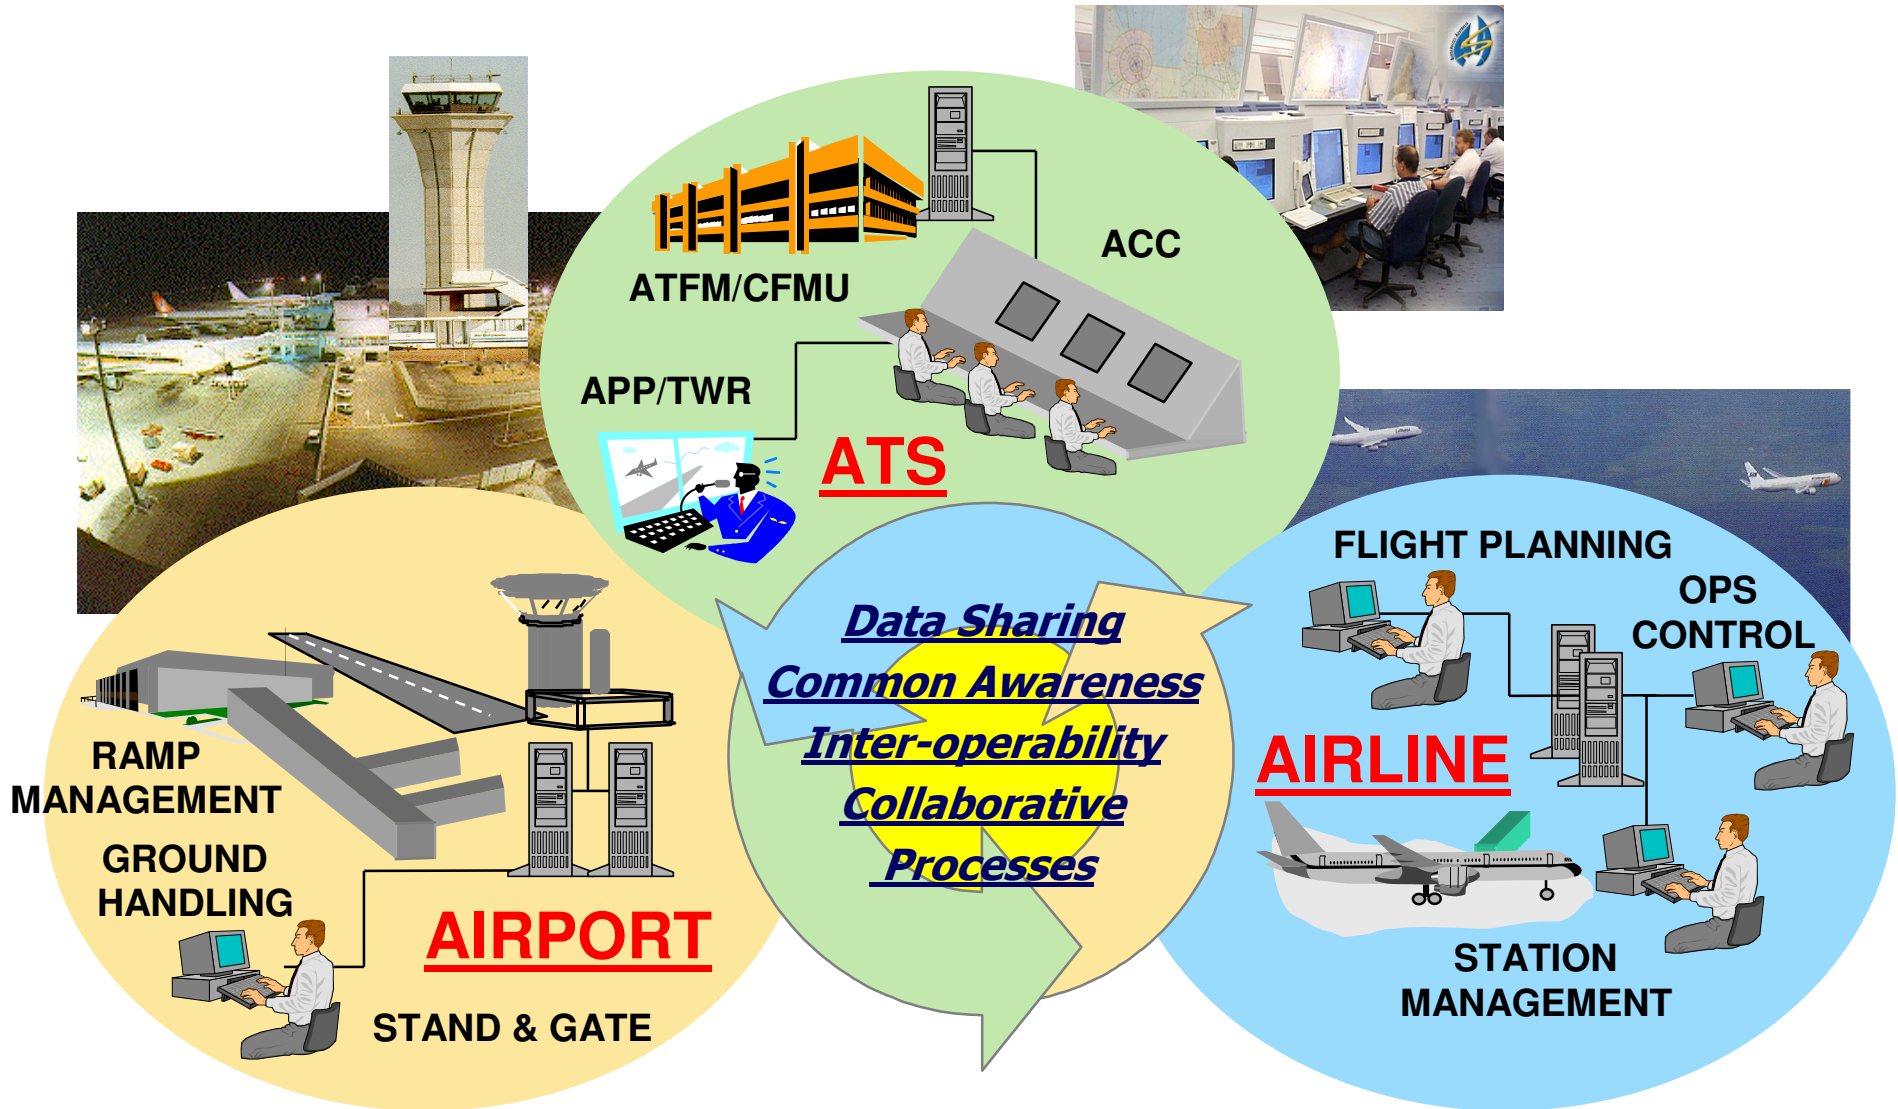 ACC
ATFM/CFMU
APP/TWR
ATS
FLIGHT PLANNING
OPS
CONTROL
AIRLINE
STATION
MANAGEMENT
Data Sharing
Common Awareness
Inter-operability
Collaborative
Processes
RAMP
MANAGEMENT
GROUND
HANDLING
AIRPORT
STAND & GATE